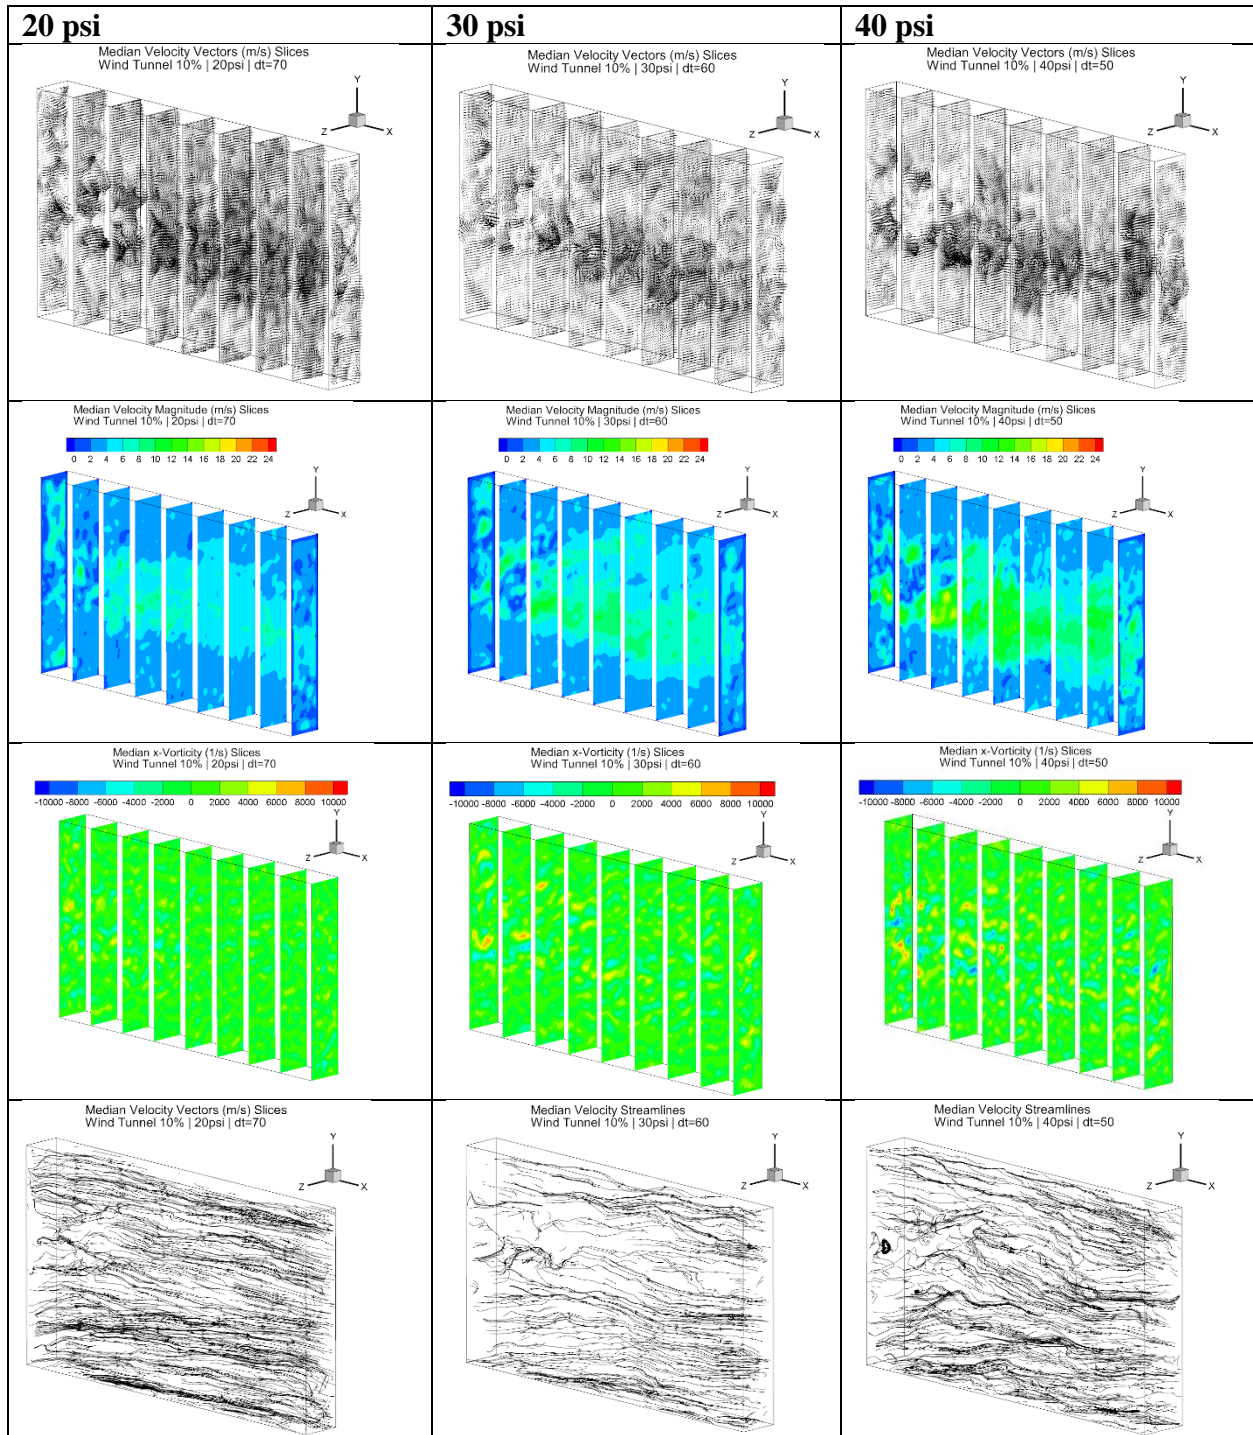 20 psi
30 psi
40 psi
Median Velocity Vectors (m/s) Slices
Wind Tunnel 10% | 20psi | dt=70
Y
Z
X
Median Velocity Vectors (m/s) Slices
Wind Tunnel 10% | 30psi | dt=60
Y
Z
X
Median Velocity Vectors (m/s) Slices
Wind Tunnel 10% | 40psi | dt=50
Y
Z
X
Median Velocity Magnitude (m/s) Slices
Wind Tunnel 10% | 20psi | dt=70
0 2 4 6 8 10 12 14 16 18 20 22 24
Y
Z
X
Median Velocity Magnitude (m/s) Slices
Wind Tunnel 10% | 30psi | dt=60
0 2 4 6 8 10 12 14 16 18 20 22 24
Y
Z
X
Median Velocity Magnitude (m/s) Slices
Wind Tunnel 10% | 40psi | dt=50
0 2 4 6 8 10 12 14 16 18 20 22 24
Y
Z
X
Median x-Vorticity (1/s) Slices
Wind Tunnel 10% | 20psi | dt=70
-10000 -8000 -6000 -4000 -2000 0 2000 4000 6000 8000 10000
Y
Z
X
Median x-Vorticity (1/s) Slices
Wind Tunnel 10% | 30psi | dt=60
-10000 -8000 -6000 -4000 -2000 0 2000 4000 6000 8000 10000
Y
Z
X
Median x-Vorticity (1/s) Slices
Wind Tunnel 10% | 40psi | dt=50
-10000 -8000 -6000 -4000 -2000 0 2000 4000 6000 8000 10000
Y
Z
X
Median Velocity Vectors (m/s) Slices
Wind Tunnel 10% | 20psi | dt=70
Y
Z
X
Median Velocity Streamlines
Wind Tunnel 10% | 30psi | dt=60
Y
Z
X
Median Velocity Streamlines
Wind Tunnel 10% | 40psi | dt=50
Y
Z
X